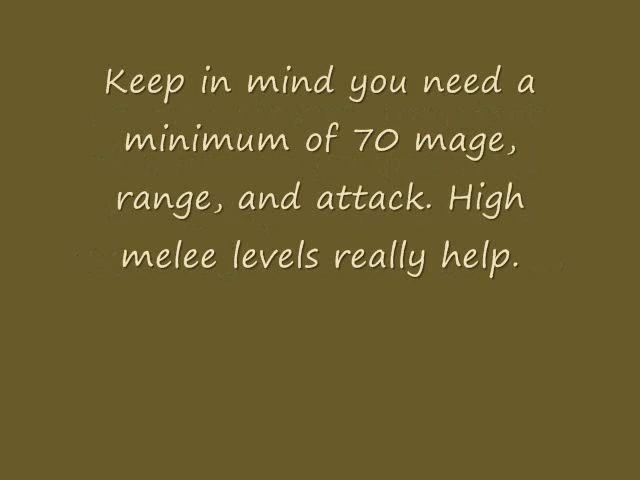 Keep in mind you need a
minimum of 70 mage,
range, and attack. High
melee levels really help.